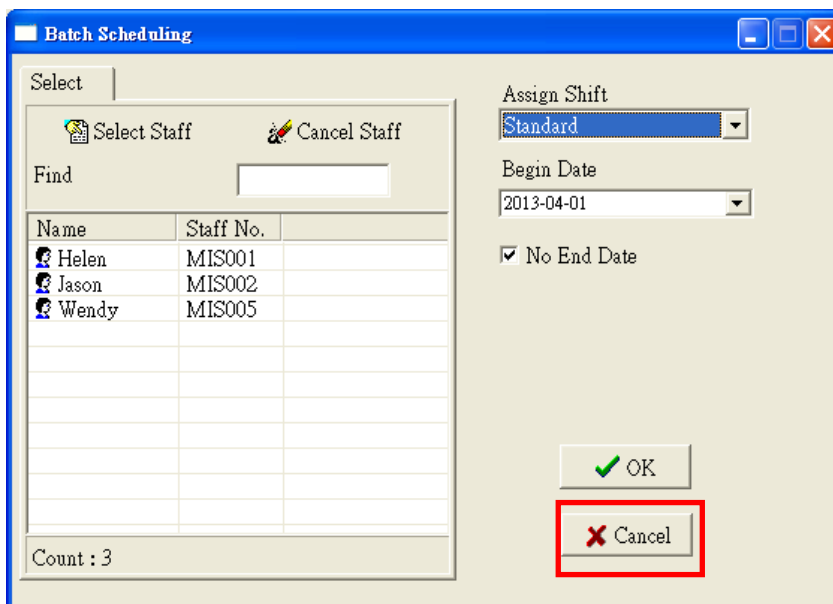 Batch Scheduling
Select
Select Staff Cancel Staff
Find
Name Staff No.
Helen MIS001
Jason MIS002
Wendy MIS005
Count : 3
Assign Shift
Standard
Begin Date
2013-04-01
No End Date
OK
Cancel